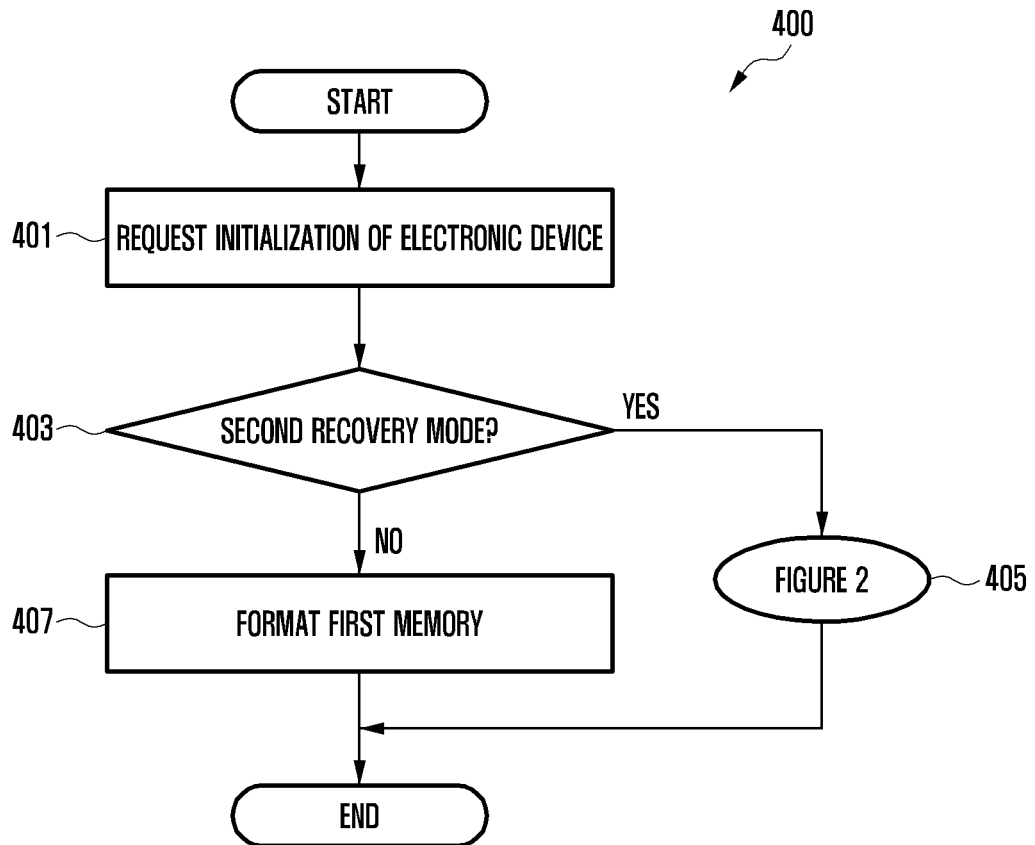 400
START
401
REQUEST INITIALIZATION OF ELECTRONIC DEVICE
403
SECOND RECOVERY MODE?
YES
NO
FIGURE 2
405
407
FORMAT FIRST MEMORY
END